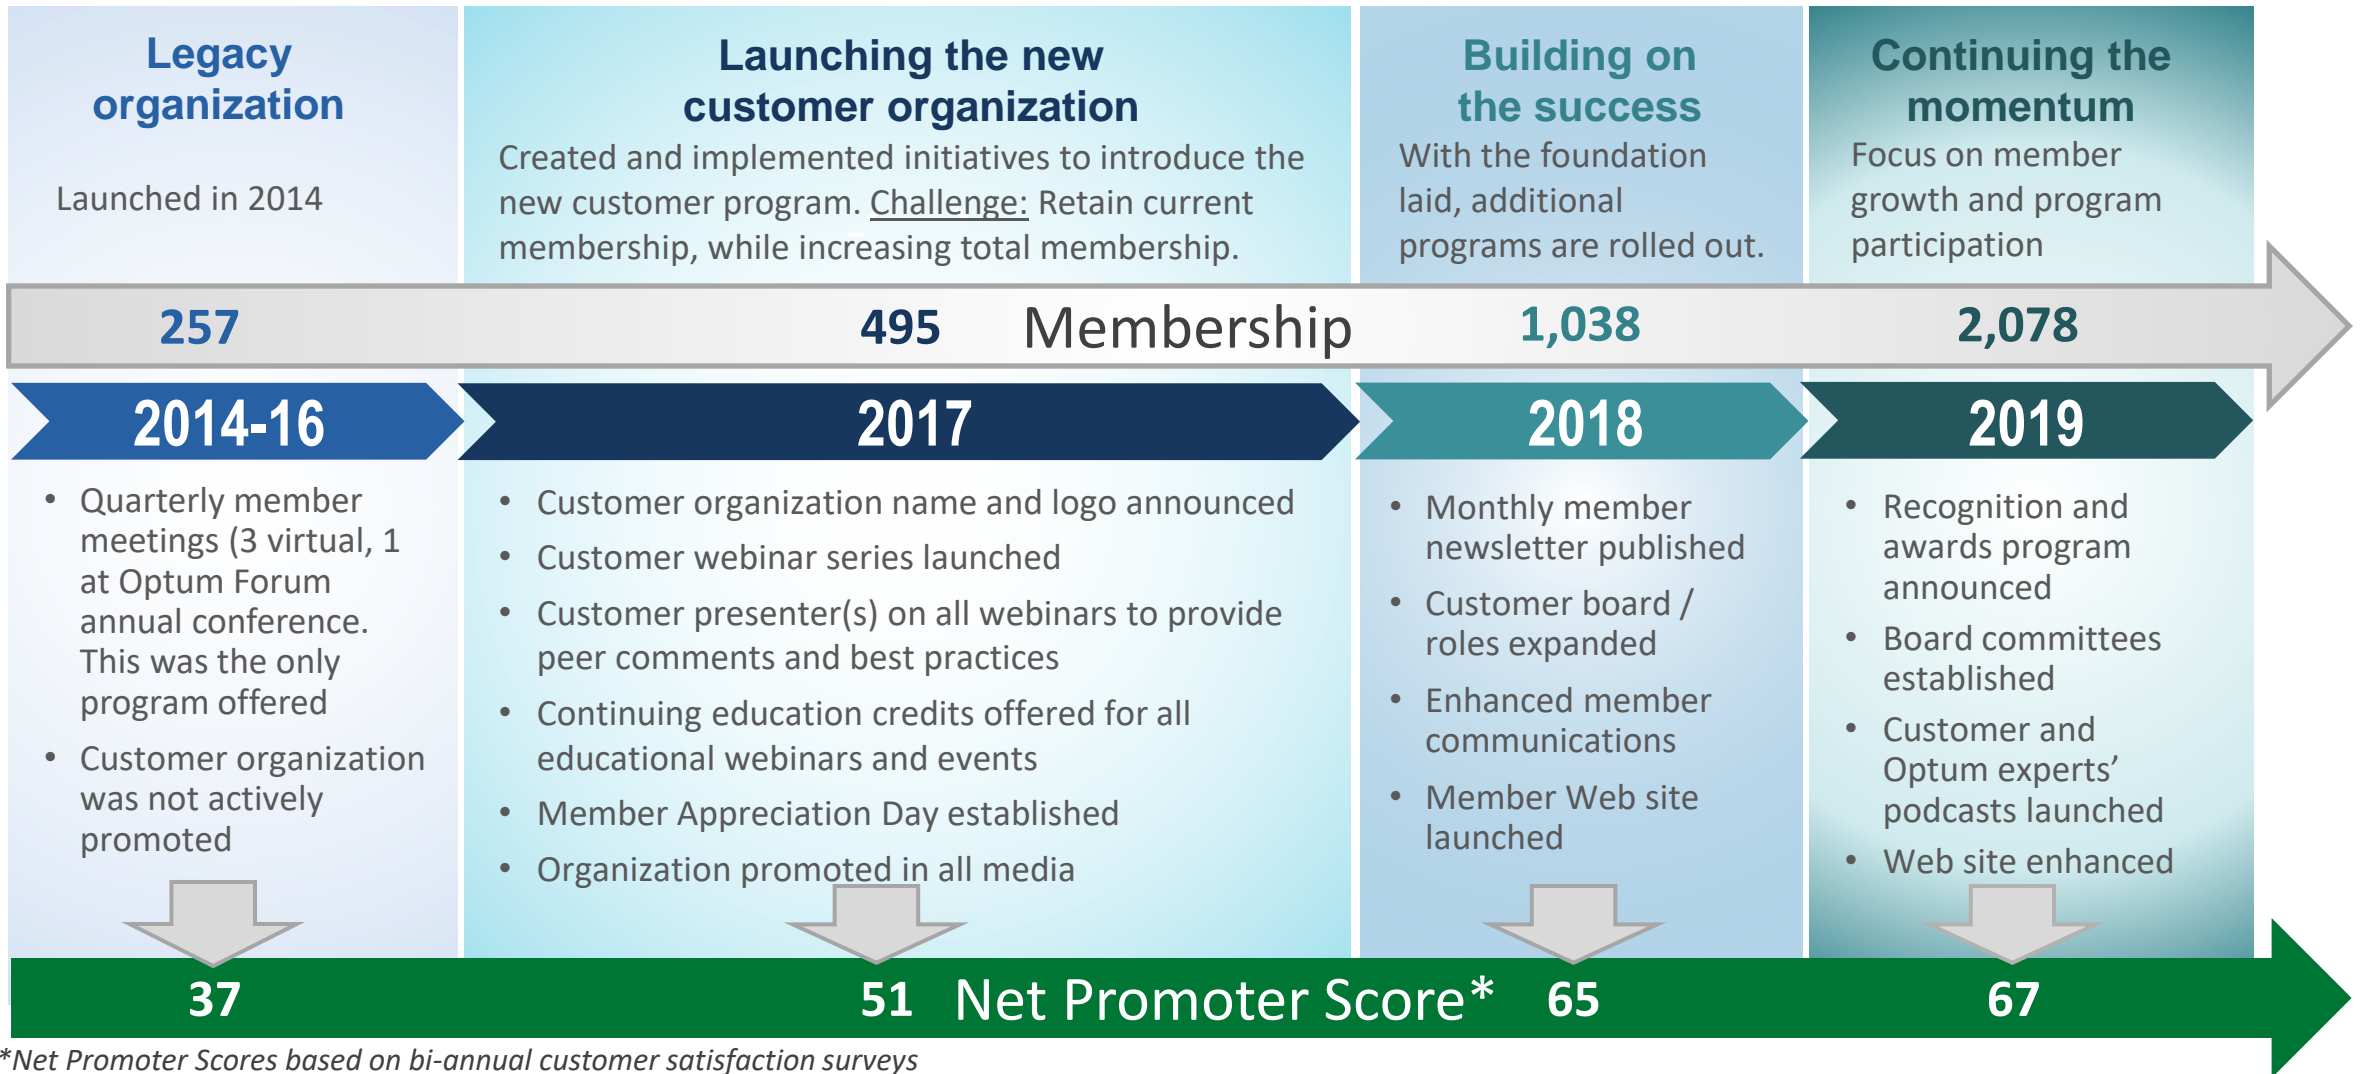 Legacy
organization
Launched in 2014
Launching the new
customer organization
Created and implemented initiatives to introduce the
new customer program. Challenge: Retain current
membership, while increasing total membership.
Building on
the success
With the foundation
laid, additional
programs are rolled out.
Continuing the
momentum
Focus on member
growth and program
participation
257
495
Membership
1,038
2,078
2014-16
2017
2018
2019
• Quarterly member
meetings (3 virtual, 1
at Optum Forum
annual conference.
This was the only
program offered
• Customer organization
was not actively
promoted
• Customer organization name and logo announced
• Customer webinar series launched
• Customer presenter(s) on all webinars to provide
peer comments and best practices
• Continuing education credits offered for all
educational webinars and events
• Member Appreciation Day established
• Organization promoted in all media
• Monthly member
newsletter published
• Customer board /
roles expanded
• Enhanced member
communications
• Member Web site
launched
• Recognition and
awards program
announced
• Board committees
established
• Customer and
Optum experts’
podcasts launched
• Web site enhanced
37
51
Net Promoter Score*
65
67
*Net Promoter Scores based on bi-annual customer satisfaction surveys